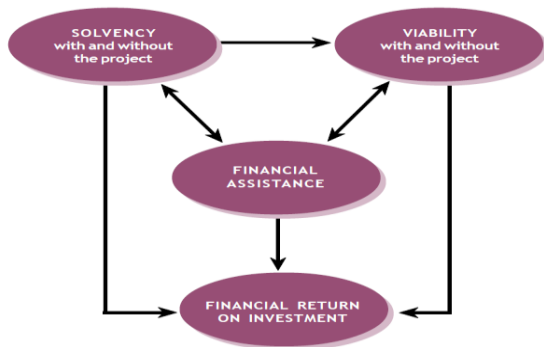 SOLVENCY
with and without
the project
VIABILITY
with and without
the project
FINANCIAL
ASSISTANCE
FINANCIAL RETURN
ON INVESTMENT